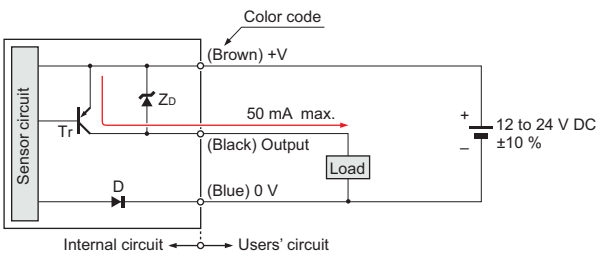 Color code
(Brown) +V
Sensor circuit
Tr
ZD
50 mA max.
(Black) Output
Load
+
–
12 to 24 V DC
±10 %
D
(Blue) 0 V
Internal circuit
Users' circuit